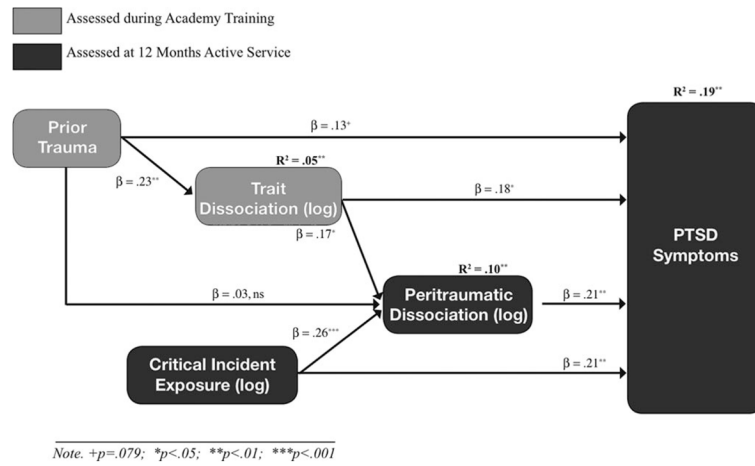 Assessed during Academy Training
Assessed at 12 Months Active Service
R² = .19**
Prior
Trauma
β = .13⁺
R² = .05**
β = .23**
Trait
Dissociation (log)
β = .18*
β = .17*
PTSD
Symptoms
R² = .10**
β = .03, ns
Peritraumatic
Dissociation (log)
β = .21**
β = .26***
Critical Incident
Exposure (log)
β = .21**
Note. +p=.079; *p<.05; **p<.01; ***p<.001